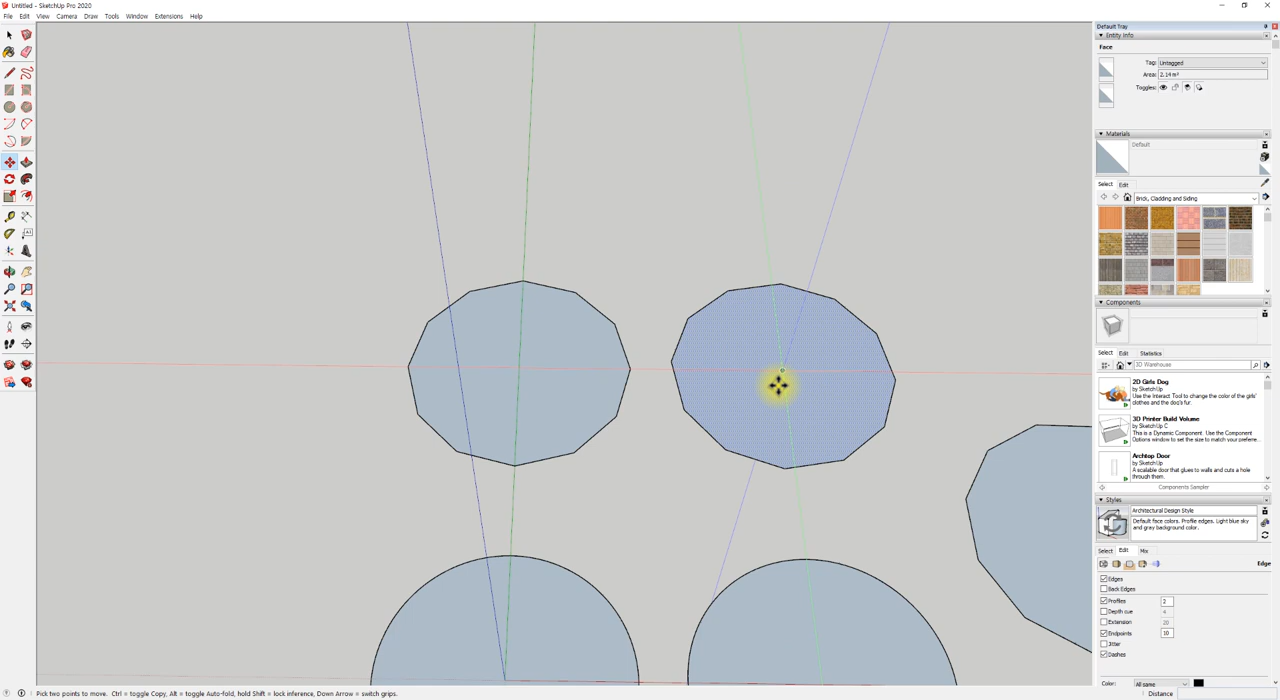 Untitled - SketchUp Pro 2020
File Edit View Camera Draw Tools Window Extensions Help
Default Tray
Entity Info
Face
Tag: Untagged
Area: 2.14 m²
Toggles:
Materials
Default
Select Edit
Brick, Cladding and Siding
Components
Select Edit Statistics
3D Warehouse
2D Girls Dog
by SketchUp
Use the Interact Tool to change the color of the girls'
clothes and the dog's fur.
3D Printer Build Volume
by SketchUp C
This is a Dynamic Component. Use the Component
Options window to set the size to match your preferre...
Archtop Door
by SketchUp
A scalable door that glues to walls and cuts a hole
through them.
Components Sampler
Styles
Architectural Design Style
Default face colors. Profile edges. Light blue sky
and gray background color.
Select Edit Mix
Edge
Edges
Back Edges
Profiles 2
Depth cue 4
Extension 20
Endpoints 10
Jitter
Dashes
Color: All same
Pick two points to move. Ctrl = toggle Copy, Alt = toggle Auto-fold, hold Shift = lock inference, Down Arrow = switch grips.
Distance